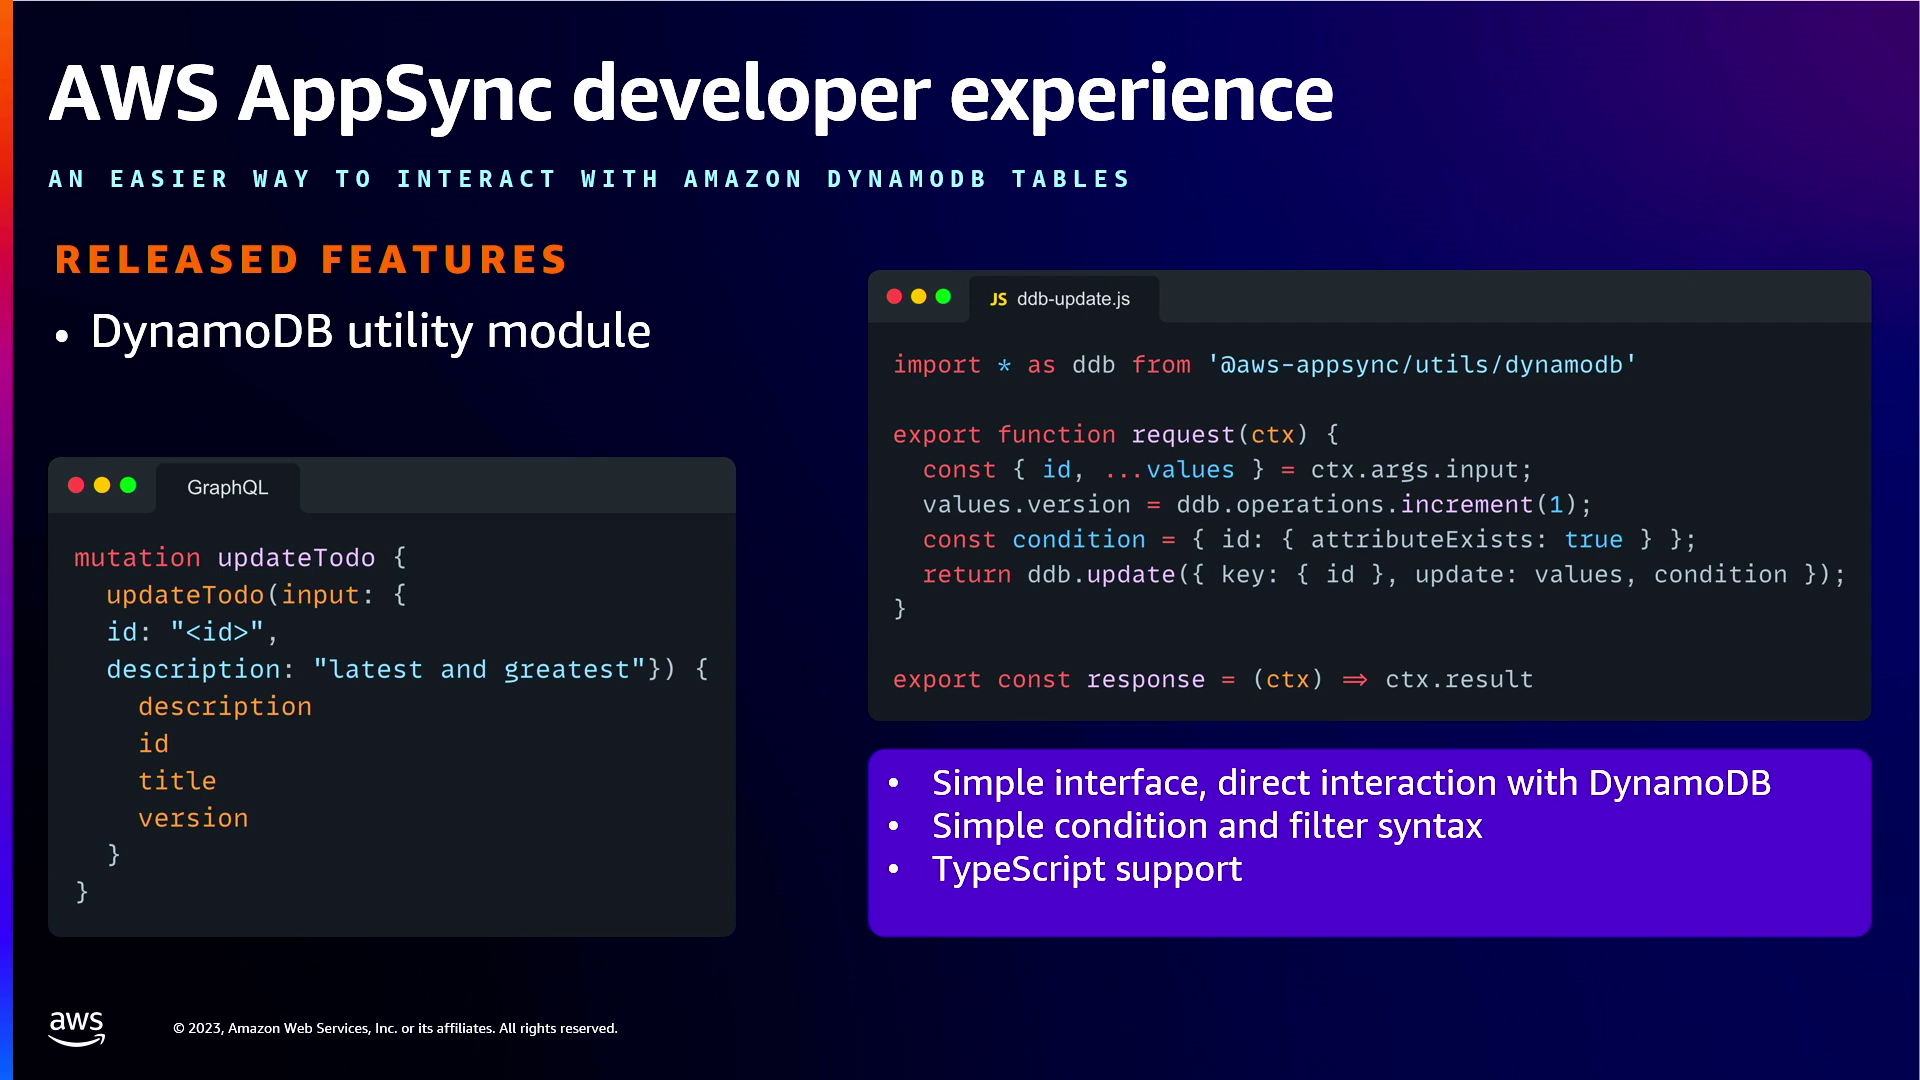 AWS AppSync developer experience
AN EASIER WAY TO INTERACT WITH AMAZON DYNAMODB TABLES
RELEASED FEATURES
• DynamoDB utility module
GraphQL
mutation updateTodo {
  updateTodo(input: {
  id: "<id>",
  description: "latest and greatest"}) {
    description
    id
    title
    version
  }
}
JS ddb-update.js
import * as ddb from '@aws-appsync/utils/dynamodb'
export function request(ctx) {
  const { id, ...values } = ctx.args.input;
  values.version = ddb.operations.increment(1);
  const condition = { id: { attributeExists: true } };
  return ddb.update({ key: { id }, update: values, condition });
}
export const response = (ctx) => ctx.result
• Simple interface, direct interaction with DynamoDB
• Simple condition and filter syntax
• TypeScript support
aws
© 2023, Amazon Web Services, Inc. or its affiliates. All rights reserved.